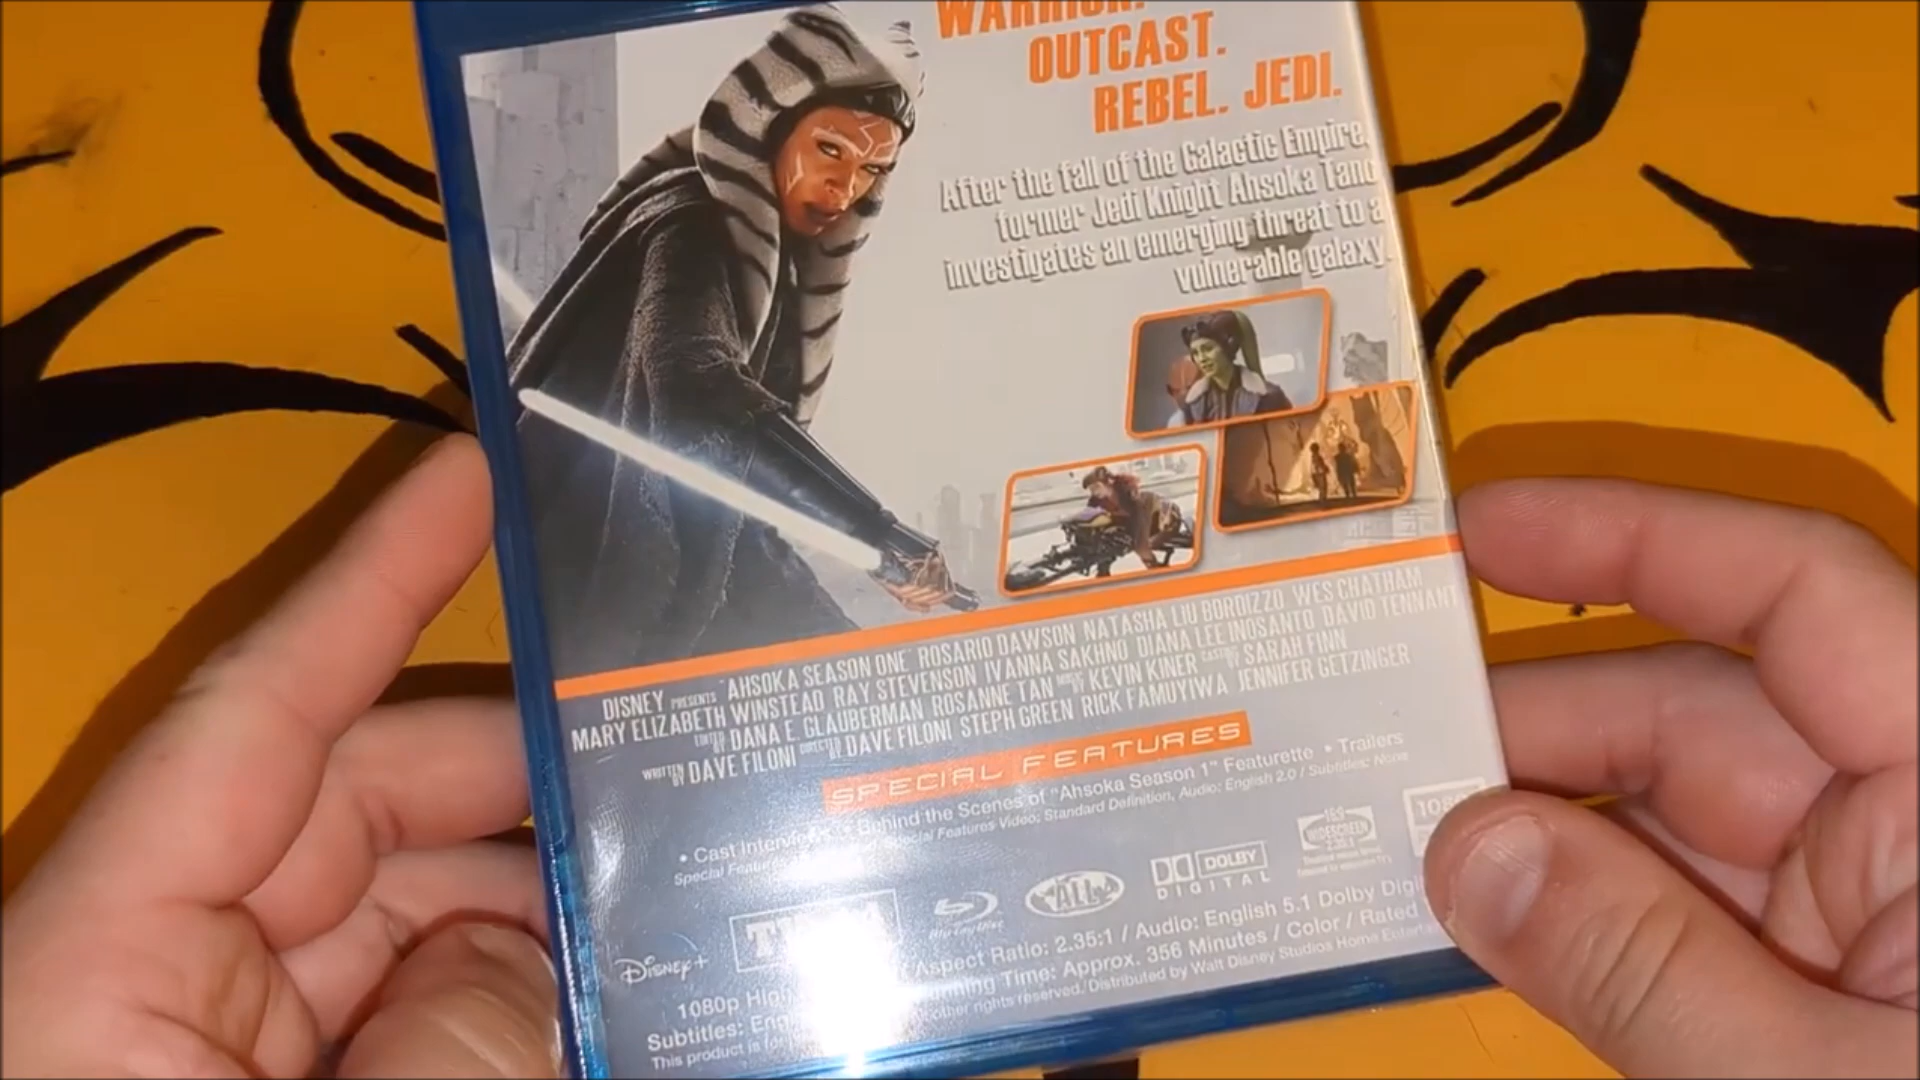 OUTCAST.
REBEL. JEDI.
After the fall of the Galactic Empire,
former Jedi Knight Ahsoka Tano
investigates an emerging threat to a
vulnerable galaxy.
DISNEY PRESENTS "AHSOKA SEASON ONE" ROSARIO DAWSON NATASHA LIU BORDIZZO WES CHATHAM
MARY ELIZABETH WINSTEAD RAY STEVENSON IVANNA SAKHNO DIANA LEE INOSANTO DAVID TENNANT
EDITED BY DANA E. GLAUBERMAN ROSANNE TAN MUSIC BY KEVIN KINER CASTING BY SARAH FINN
WRITTEN BY DAVE FILONI DIRECTED BY DAVE FILONI STEPH GREEN RICK FAMUYIWA JENNIFER GETZINGER
SPECIAL FEATURES
• Cast Behind the Scenes of "Ahsoka Season 1" Featurette • Trailers
Special Features Video: Standard Definition, Audio: English 2.0 / Subtitles: None
Disney+
Blu-ray Disc
ALL
DOLBY
DIGITAL
16:9
WIDESCREEN
2.35:1
1080p Aspect Ratio: 2.35:1 / Audio: English 5.1 Dolby
Subtitles: Time: Approx. 356 Minutes / Color / Rated
This product is other rights reserved. Distributed by Walt Disney Studios Home